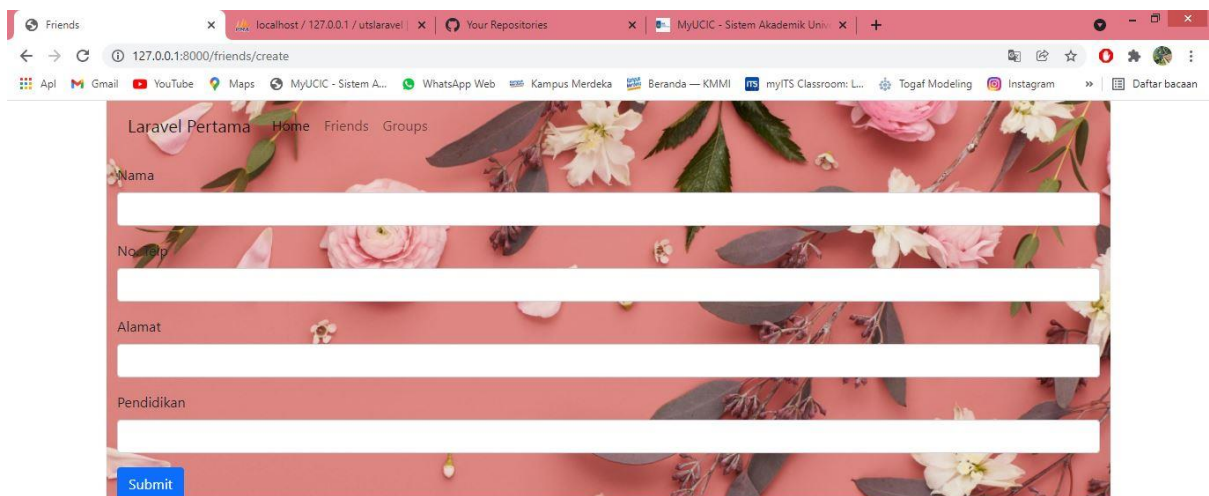 Friends
localhost / 127.0.0.1 / utslaravel |
Your Repositories
MyUCIC - Sistem Akademik Univ
127.0.0.1:8000/friends/create
Apl Gmail YouTube Maps MyUCIC - Sistem A... WhatsApp Web Kampus Merdeka Beranda — KMMI myITS Classroom: L... Togaf Modeling Instagram » Daftar bacaan
Laravel Pertama Home Friends Groups
Nama
No. Telp
Alamat
Pendidikan
Submit